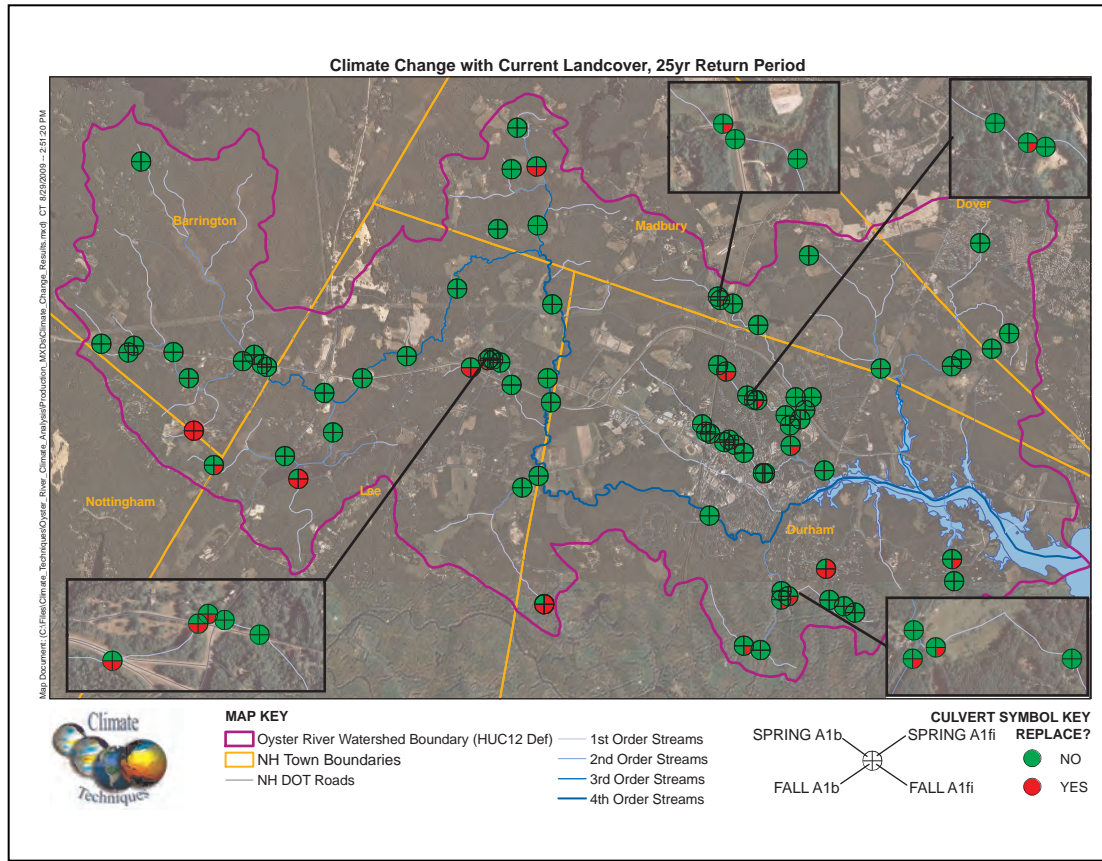 Climate Change with Current Landcover, 25yr Return Period
Map Document: (C:\Files\Climate_Techniques\Oyster_River_Climate_Analysis\Production_MXDs\Climate_Change_Results.mxd) CT 8/29/2009 -- 2:51:20 PM
Barrington
Madbury
Dover
Nottingham
Lee
Durham
Climate
Techniques
MAP KEY
Oyster River Watershed Boundary (HUC12 Def)
NH Town Boundaries
NH DOT Roads
1st Order Streams
2nd Order Streams
3rd Order Streams
4th Order Streams
SPRING A1b
SPRING A1fi
FALL A1b
FALL A1fi
CULVERT SYMBOL KEY
REPLACE?
NO
YES